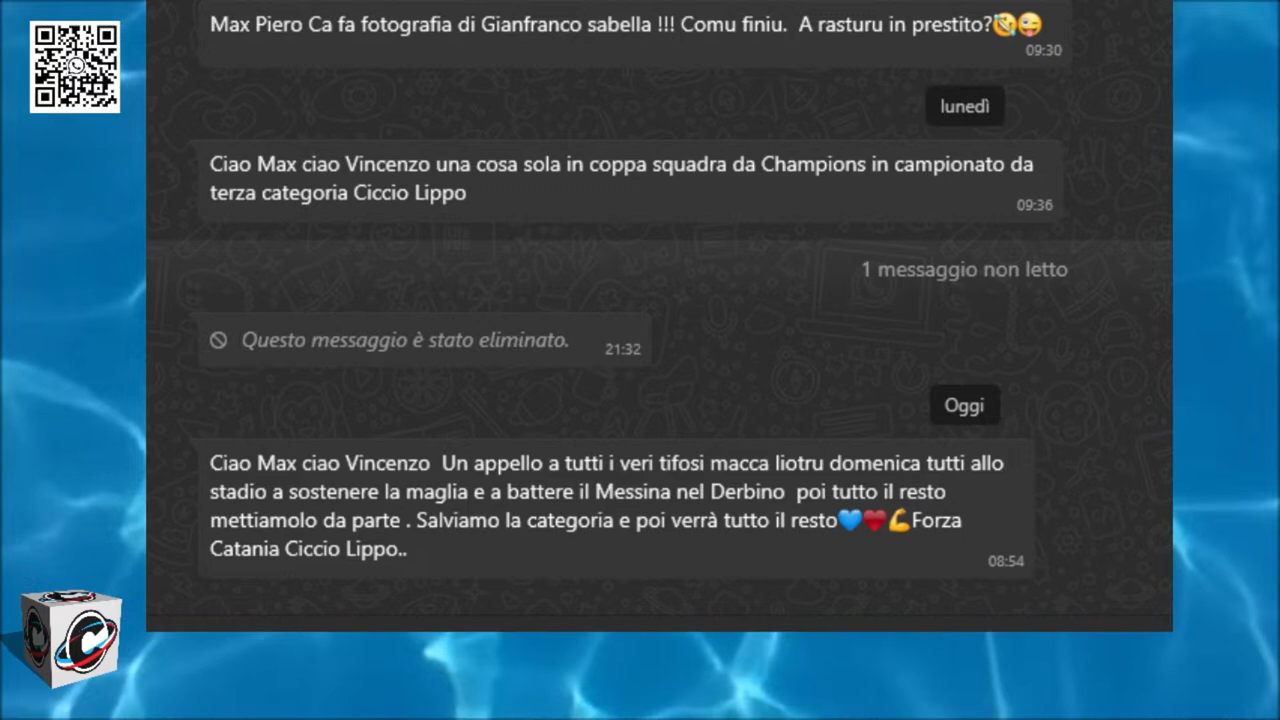 Max Piero Ca fa fotografia di Gianfranco sabella !!! Comu finiu.  A rasturu in prestito?🤣😜
09:30
lunedì
Ciao Max ciao Vincenzo una cosa sola in coppa squadra da Champions in campionato da
terza categoria Ciccio Lippo
09:36
1 messaggio non letto
Questo messaggio è stato eliminato.
21:32
Oggi
Ciao Max ciao Vincenzo  Un appello a tutti i veri tifosi macca liotru domenica tutti allo
stadio a sostenere la maglia e a battere il Messina nel Derbino  poi tutto il resto
mettiamolo da parte . Salviamo la categoria e poi verrà tutto il resto💙❤️💪Forza
Catania Ciccio Lippo..
08:54